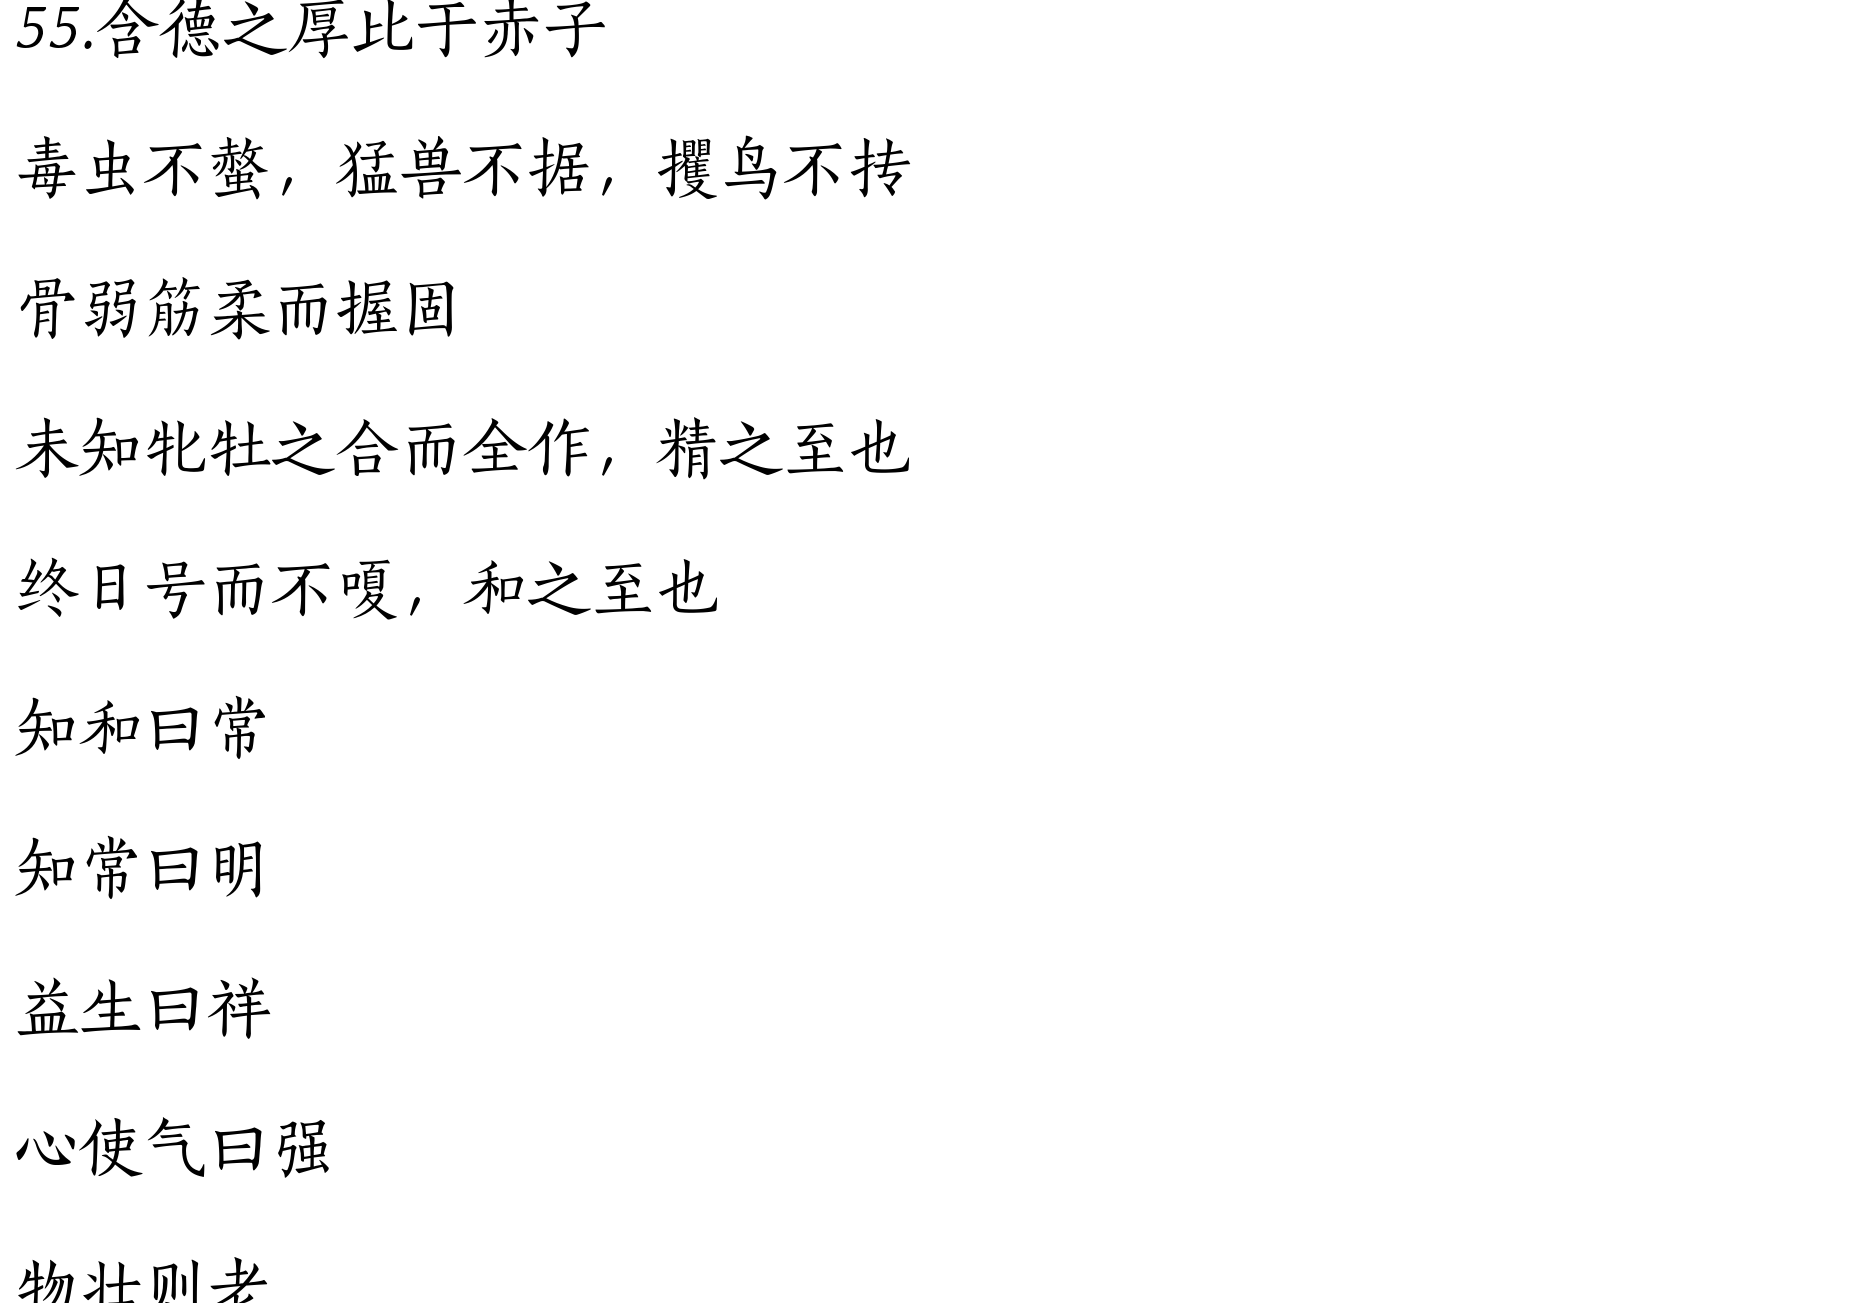 55.含德之厚此于赤子
毒虫不螫，猛兽不据，攫鸟不抟
骨弱筋柔而握固
未知牝牡之合而全作，精之至也
终日号而不嗄，和之至也
知和曰常
知常曰明
益生曰祥
心使气曰强
物壮则老